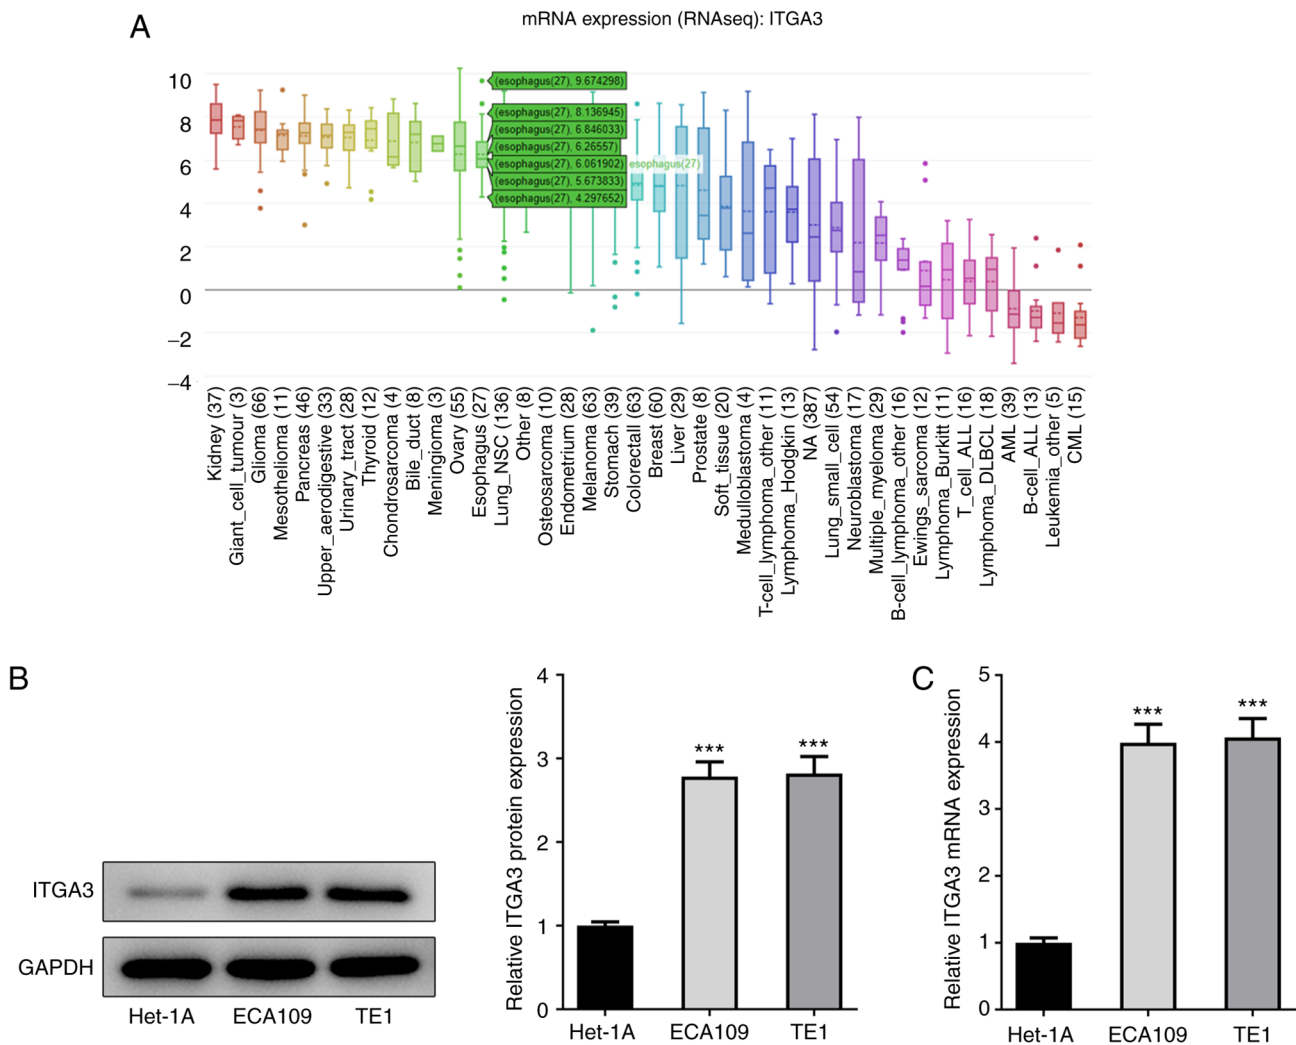 A
mRNA expression (RNAseq): ITGA3
10
8
6
4
2
0
−2
−4
(esophagus(27), 9.674298)
(esophagus(27), 8.136945)
(esophagus(27), 6.846033)
(esophagus(27), 6.26557)
(esophagus(27), 6.061902)
esophagus(27)
(esophagus(27), 5.673833)
(esophagus(27), 4.297652)
Kidney (37)
Giant_cell_tumour (3)
Glioma (66)
Mesothelioma (11)
Pancreas (46)
Upper_aerodigestive (33)
Urinary_tract (28)
Thyroid (12)
Chondrosarcoma (4)
Bile_duct (8)
Meningioma (3)
Ovary (55)
Esophagus (27)
Lung_NSC (136)
Other (8)
Osteosarcoma (10)
Endometrium (28)
Melanoma (63)
Stomach (39)
Colorectall (63)
Breast (60)
Liver (29)
Prostate (8)
Soft_tissue (20)
Medulloblastoma (4)
T-cell_lymphoma_other (11)
Lymphoma_Hodgkin (13)
NA (387)
Lung_small_cell (54)
Neuroblastoma (17)
Multiple_myeloma (29)
B-cell_lymphoma_other (16)
Ewings_sarcoma (12)
Lymphoma_Burkitt (11)
T_cell_ALL (16)
Lymphoma_DLBCL (18)
AML (39)
B-cell_ALL (13)
Leukemia_other (5)
CML (15)
B
ITGA3
GAPDH
Het-1A
ECA109
TE1
Relative ITGA3 protein expression
4
3
2
1
0
***
***
Het-1A
ECA109
TE1
C
Relative ITGA3 mRNA expression
5
4
3
2
1
0
***
***
Het-1A
ECA109
TE1